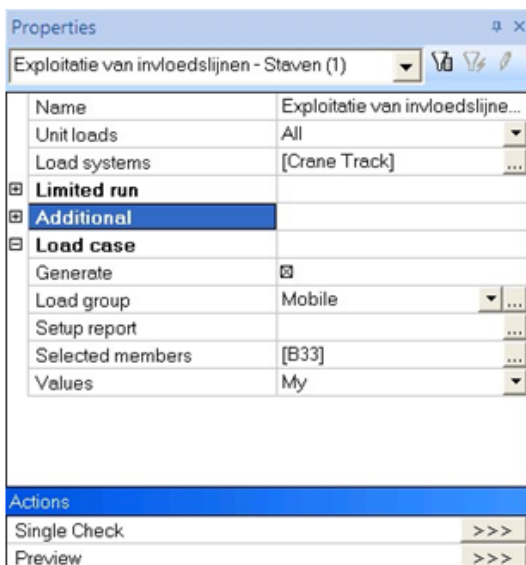 Properties
Exploitatie van invloedslijnen - Staven (1)
Name Exploitatie van invloedslijne...
Unit loads All
Load systems [Crane Track] ...
Limited run
Additional
Load case
Generate
Load group Mobile ...
Setup report ...
Selected members [B33] ...
Values My
Actions
Single Check >>>
Preview >>>